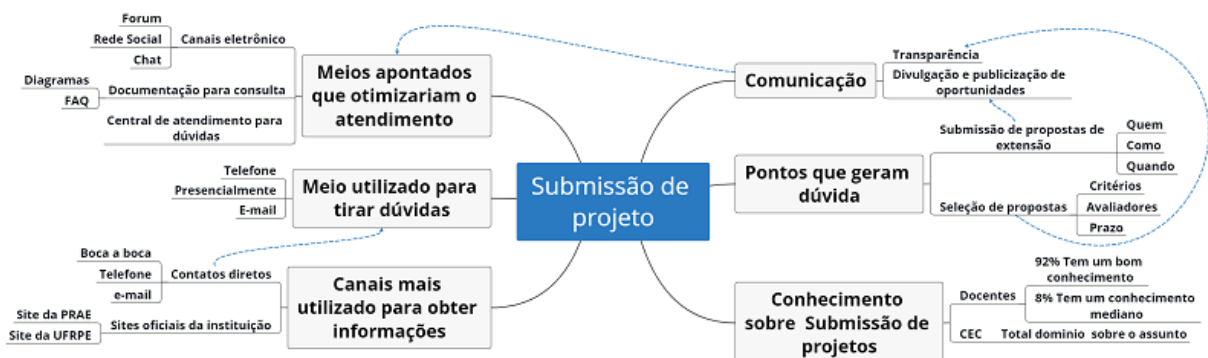 Submissão de
projeto
Meios apontados
que otimizariam o
atendimento
Canais eletrônico
Forum
Rede Social
Chat
Documentação para consulta
Diagramas
FAQ
Central de atendimento para
dúvidas
Meio utilizado para
tirar dúvidas
Telefone
Presencialmente
E-mail
Canais mais
utilizado para obter
informações
Contatos diretos
Boca a boca
Telefone
e-mail
Sites oficiais da instituição
Site da PRAE
Site da UFRPE
Comunicação
Transparência
Divulgação e publicização de
oportunidades
Pontos que geram
dúvida
Submissão de propostas de
extensão
Quem
Como
Quando
Seleção de propostas
Critérios
Avaliadores
Prazo
Conhecimento
sobre Submissão de
projetos
Docentes
92% Tem um bom
conhecimento
8% Tem um conhecimento
mediano
CEC
Total dominio sobre o assunto